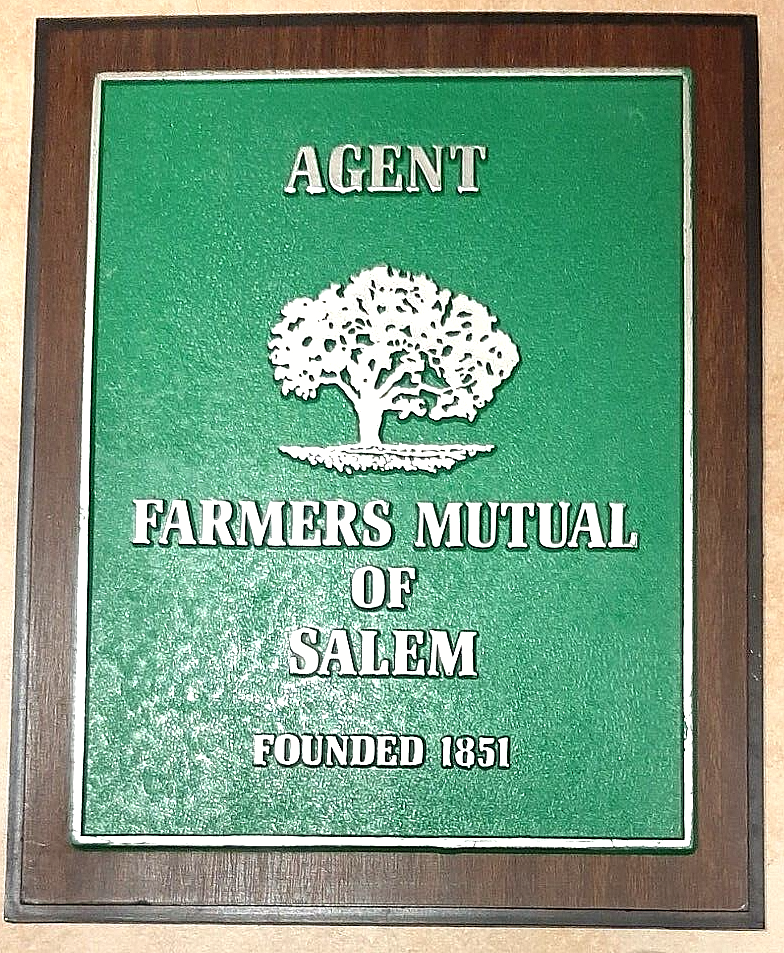 AGENT
FARMERS MUTUAL
OF
SALEM
FOUNDED 1851